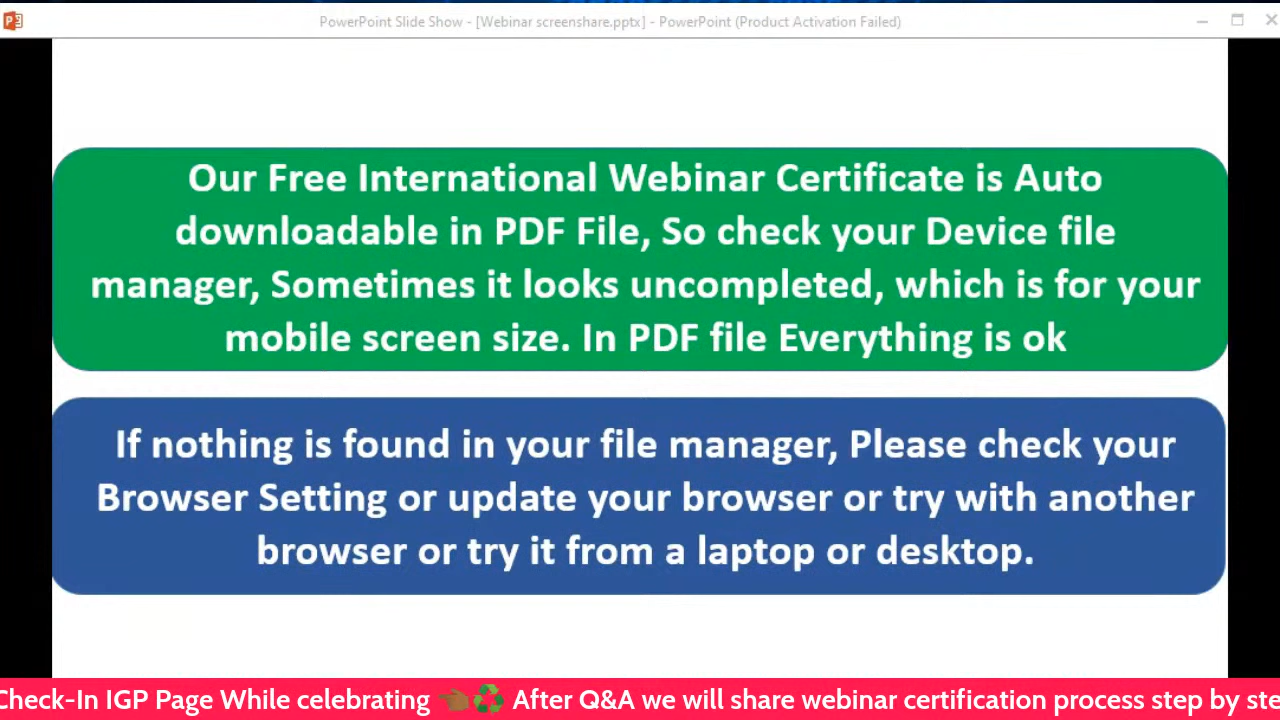 PowerPoint Slide Show - [Webinar screenshare.pptx] - PowerPoint (Product Activation Failed)
Our Free International Webinar Certificate is Auto
downloadable in PDF File, So check your Device file
manager, Sometimes it looks uncompleted, which is for your
mobile screen size. In PDF file Everything is ok
If nothing is found in your file manager, Please check your
Browser Setting or update your browser or try with another
browser or try it from a laptop or desktop.
Check-In IGP Page While celebrating 👈🏾♻️ After Q&A we will share webinar certification process step by ste